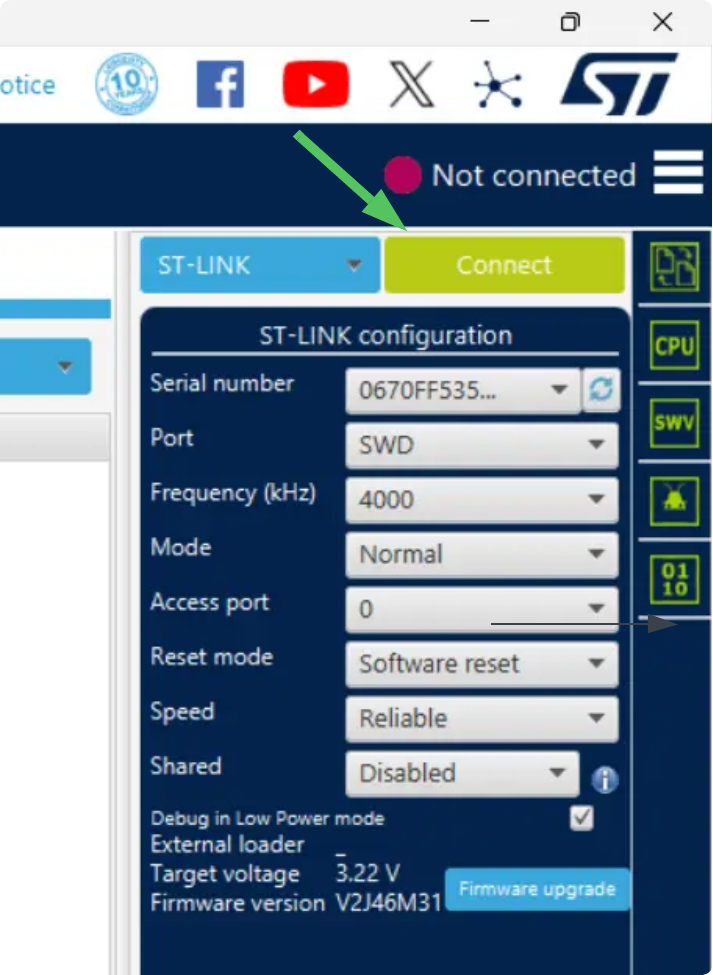 otice
10
ST
Not connected
ST-LINK
Connect
ST-LINK configuration
Serial number
0670FF535...
Port
SWD
CPU
Frequency (kHz)
4000
SWV
Mode
Normal
Access port
0
01
10
Reset mode
Software reset
Speed
Reliable
Shared
Disabled
Debug in Low Power mode
External loader _
Target voltage 3.22 V
Firmware version V2J46M31
Firmware upgrade